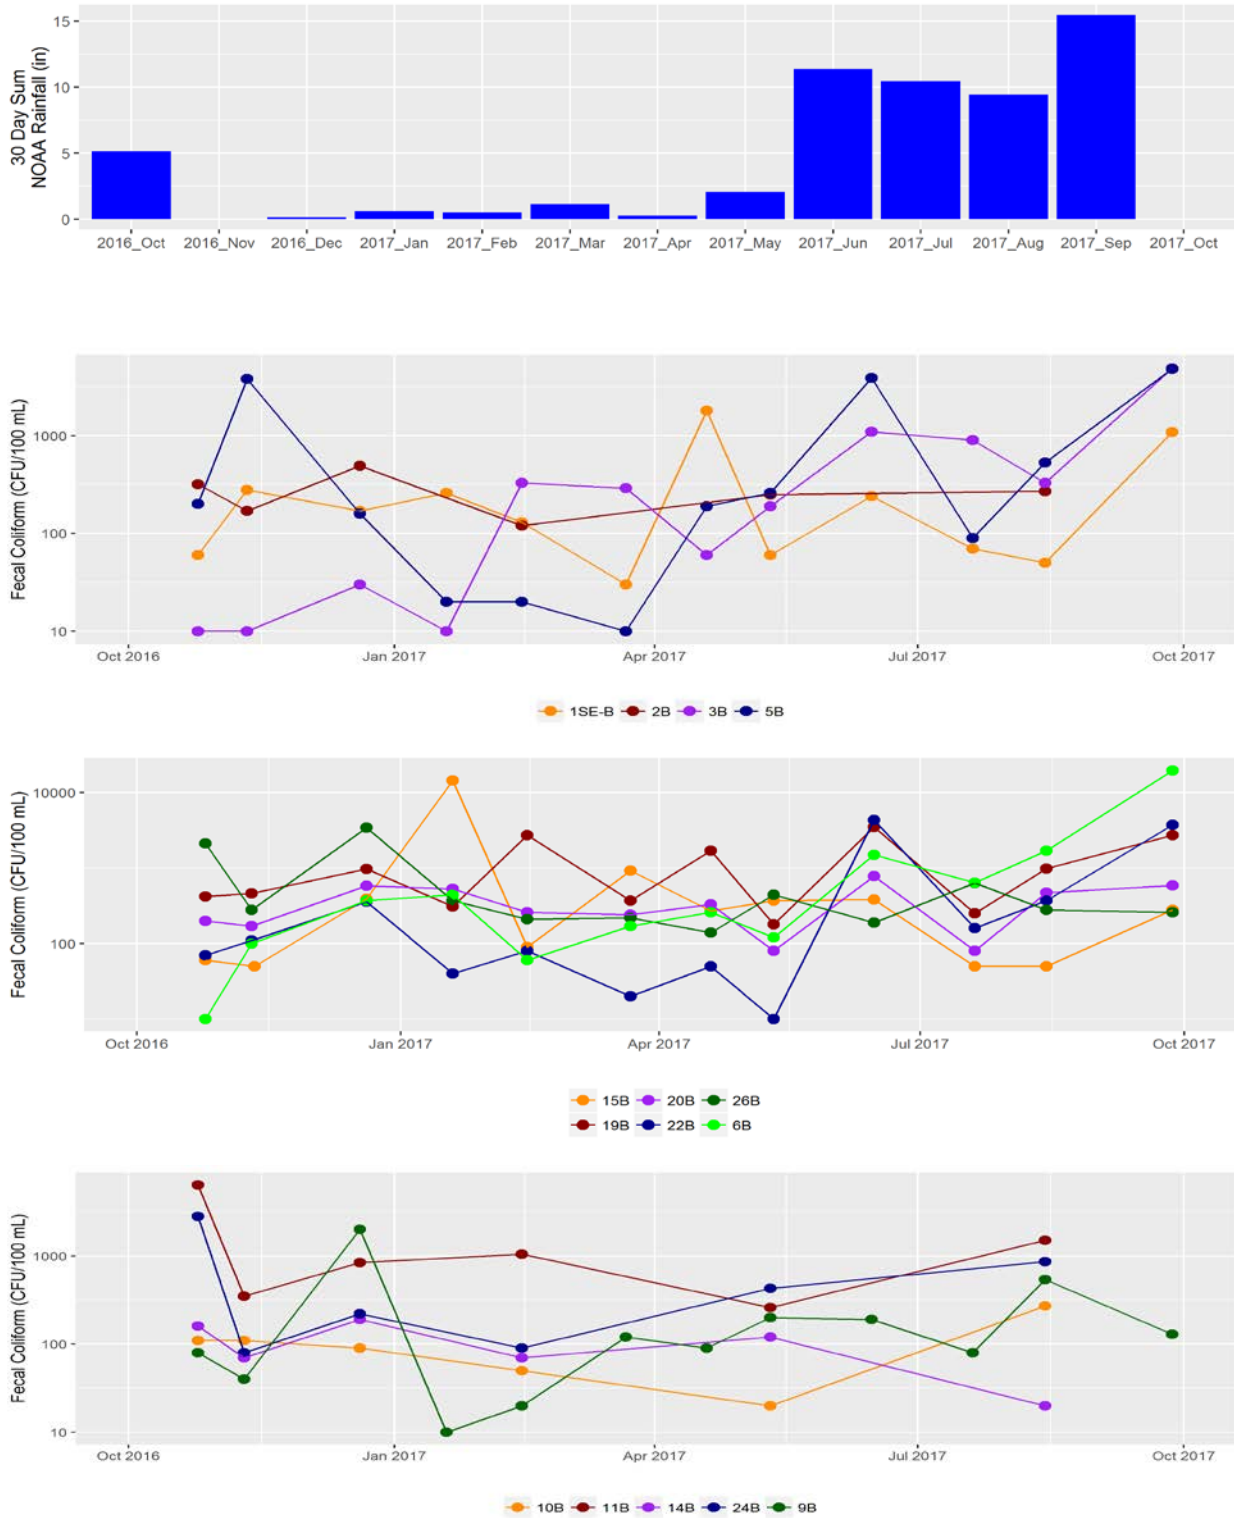 30 Day Sum
NOAA Rainfall (in)
15
10
5
0
2016_Oct 2016_Nov 2016_Dec 2017_Jan 2017_Feb 2017_Mar 2017_Apr 2017_May 2017_Jun 2017_Jul 2017_Aug 2017_Sep 2017_Oct
Fecal Coliform (CFU/100 mL)
1000
100
10
Oct 2016 Jan 2017 Apr 2017 Jul 2017 Oct 2017
1SE-B 2B 3B 5B
Fecal Coliform (CFU/100 mL)
10000
100
Oct 2016 Jan 2017 Apr 2017 Jul 2017 Oct 2017
15B 20B 26B
19B 22B 6B
Fecal Coliform (CFU/100 mL)
1000
100
10
Oct 2016 Jan 2017 Apr 2017 Jul 2017 Oct 2017
10B 11B 14B 24B 9B